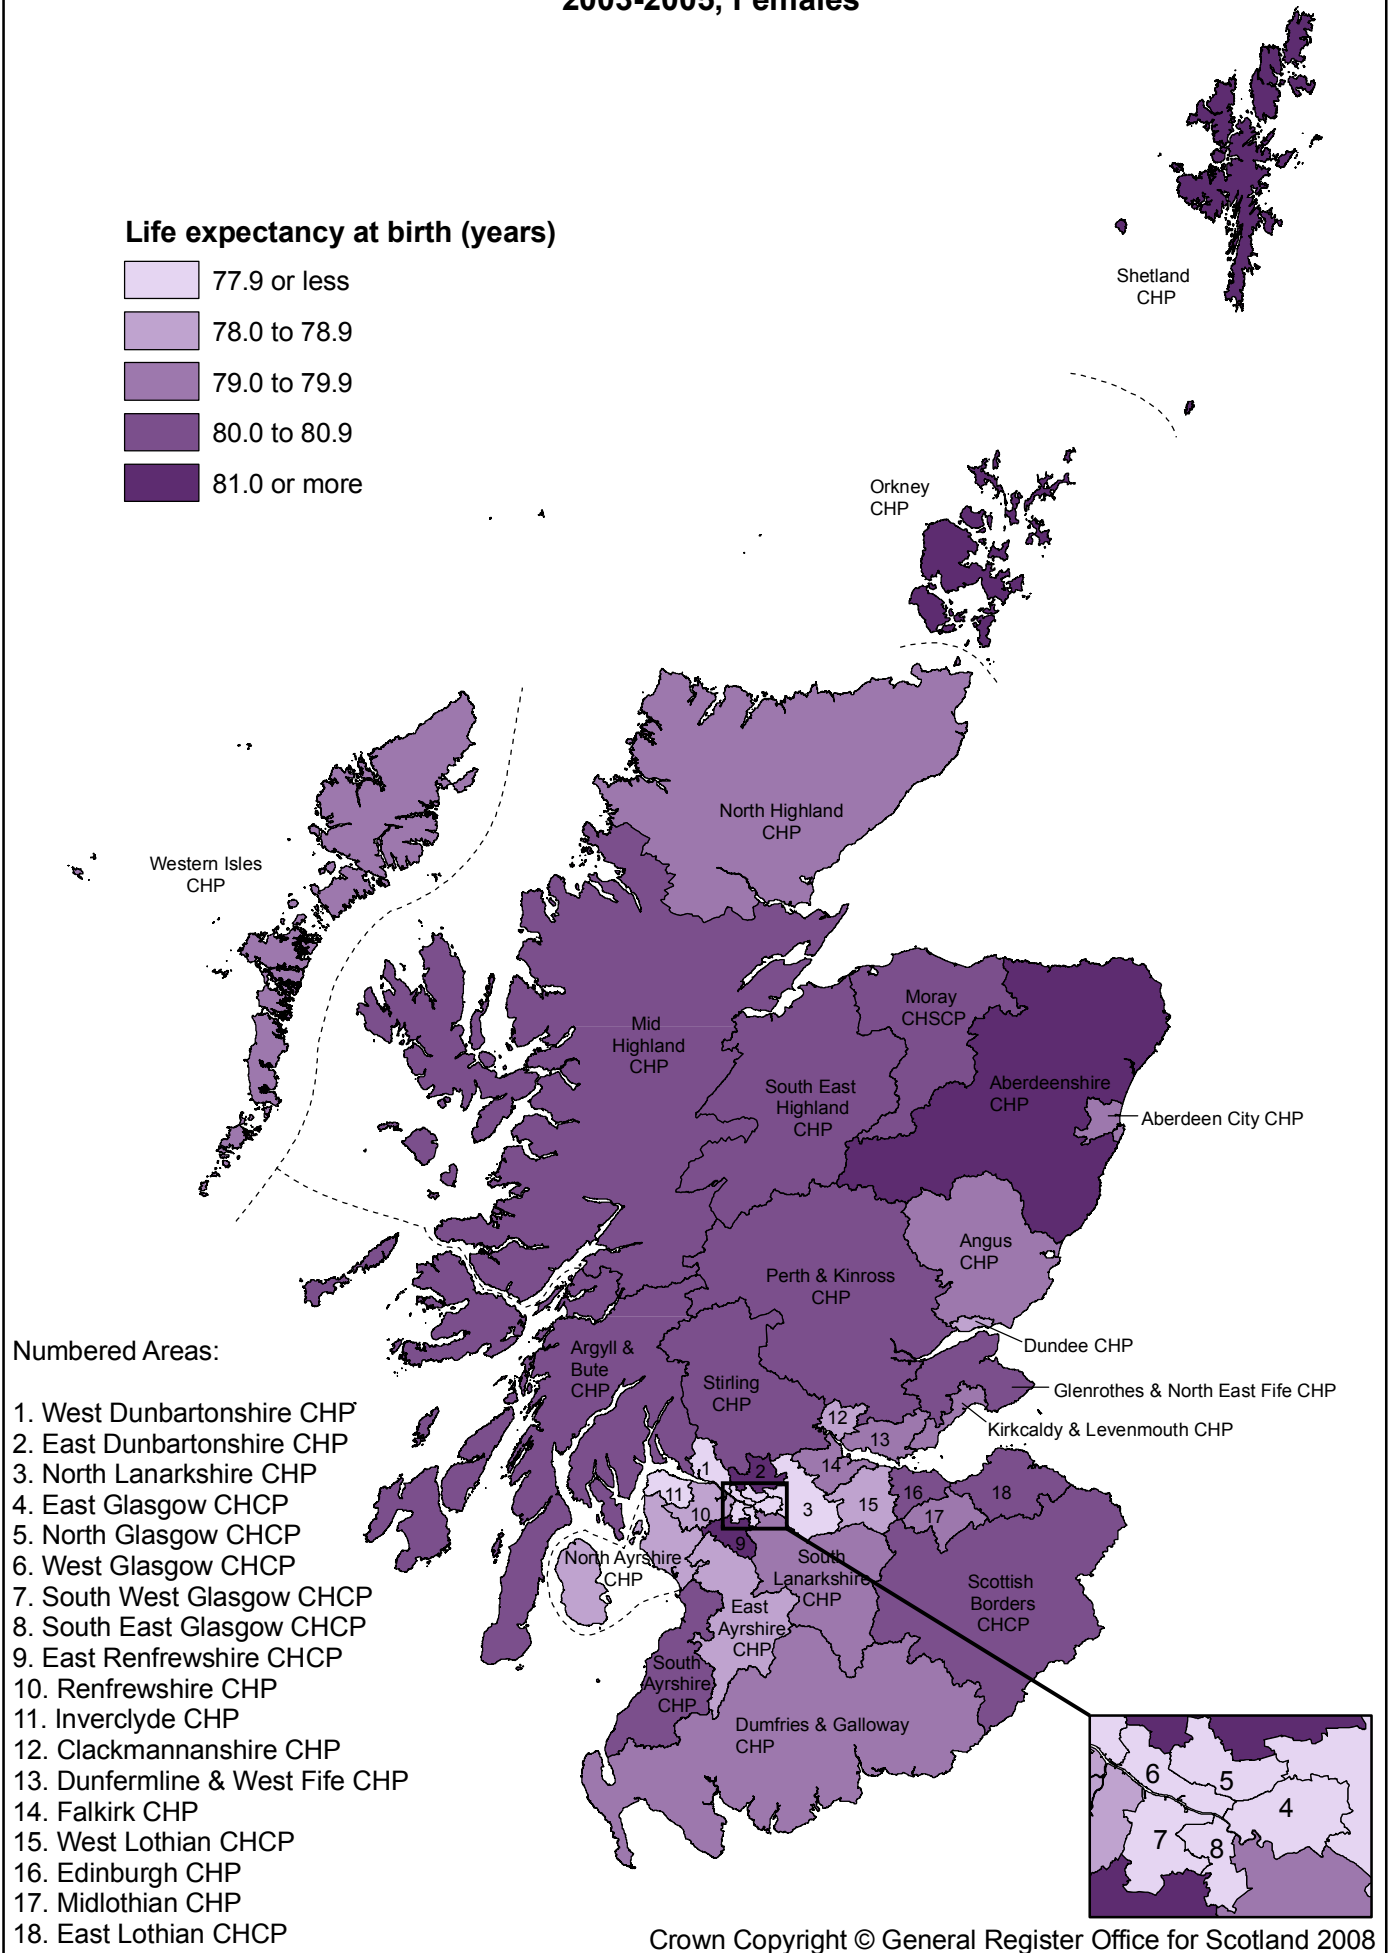 2003-2005, Females
Life expectancy at birth (years)
77.9 or less
78.0 to 78.9
79.0 to 79.9
80.0 to 80.9
81.0 or more
Shetland
CHP
Orkney
CHP
North Highland
CHP
Western Isles
CHP
Moray
CHSCP
Mid
Highland
CHP
South East
Highland
CHP
Aberdeenshire
CHP
Aberdeen City CHP
Angus
CHP
Perth & Kinross
CHP
Dundee CHP
Argyll &
Bute
CHP
Stirling
CHP
Glenrothes & North East Fife CHP
Kirkcaldy & Levenmouth CHP
12
13
14
1
2
11
10
3
15
16
17
18
9
North Ayrshire
CHP
South
Lanarkshire
CHP
East
Ayrshire
CHP
Scottish
Borders
CHCP
South
Ayrshire
CHP
Dumfries & Galloway
CHP
6
5
4
7
8
Numbered Areas:
1. West Dunbartonshire CHP
2. East Dunbartonshire CHP
3. North Lanarkshire CHP
4. East Glasgow CHCP
5. North Glasgow CHCP
6. West Glasgow CHCP
7. South West Glasgow CHCP
8. South East Glasgow CHCP
9. East Renfrewshire CHCP
10. Renfrewshire CHP
11. Inverclyde CHP
12. Clackmannanshire CHP
13. Dunfermline & West Fife CHP
14. Falkirk CHP
15. West Lothian CHCP
16. Edinburgh CHP
17. Midlothian CHP
18. East Lothian CHCP
Crown Copyright © General Register Office for Scotland 2008